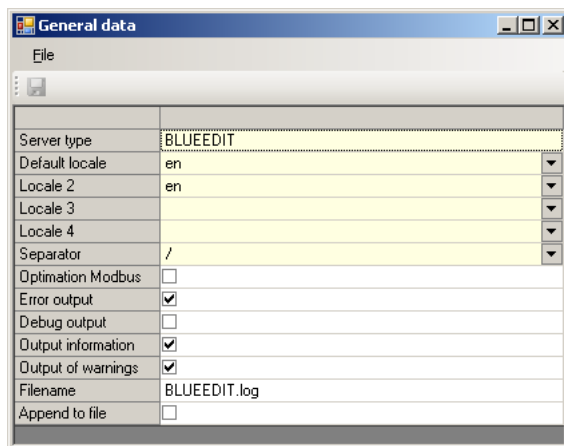 General data
File
Server type BLUEEDIT
Default locale en
Locale 2 en
Locale 3
Locale 4
Separator /
Optimation Modbus
Error output
Debug output
Output information
Output of warnings
Filename BLUEEDIT.log
Append to file